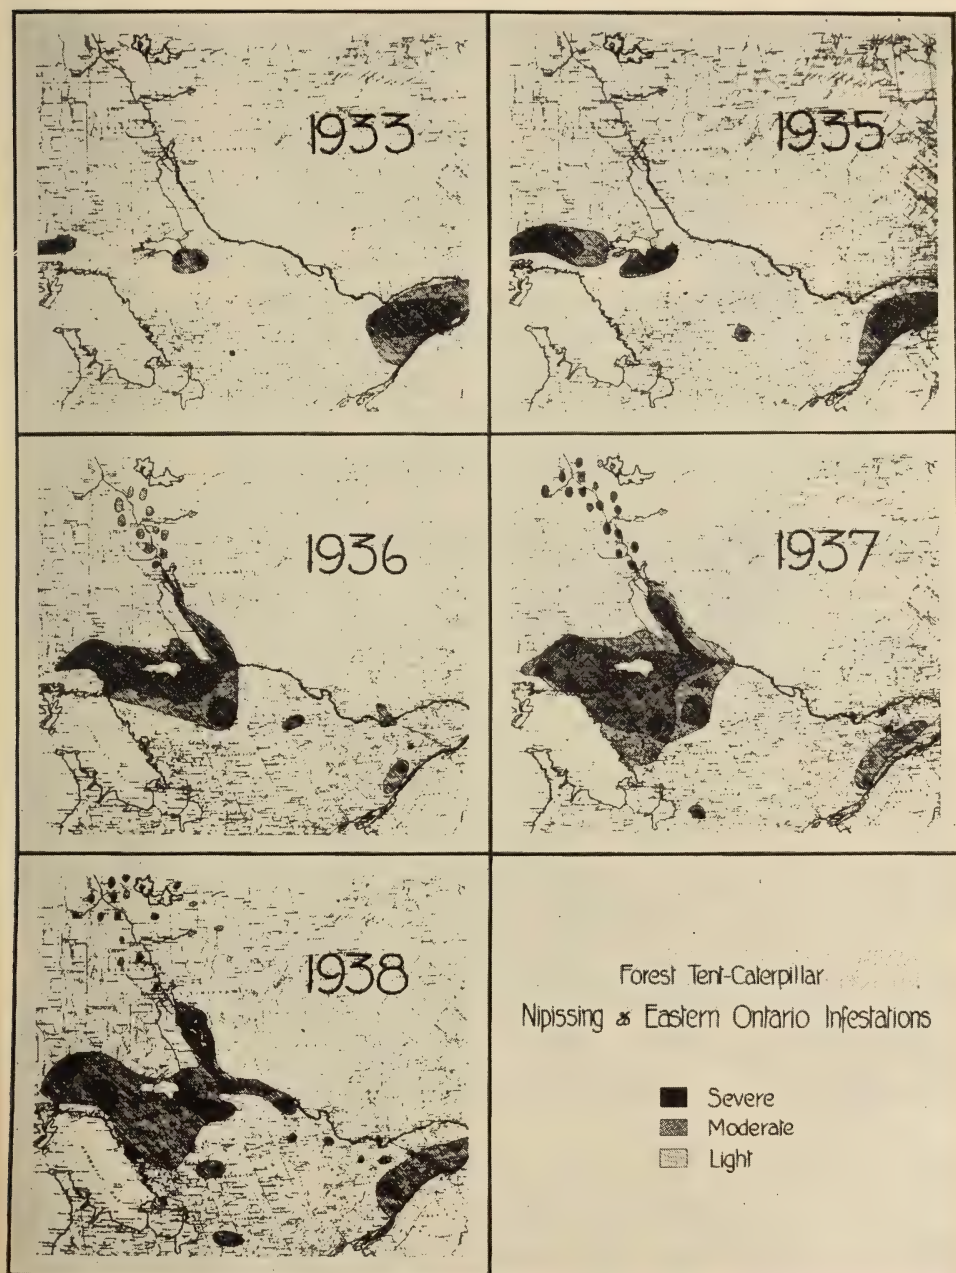 1933
1935
1936
1937
1938
Forest Tent-Caterpillar
Nipissing & Eastern Ontario Infestations
Severe
Moderate
Light